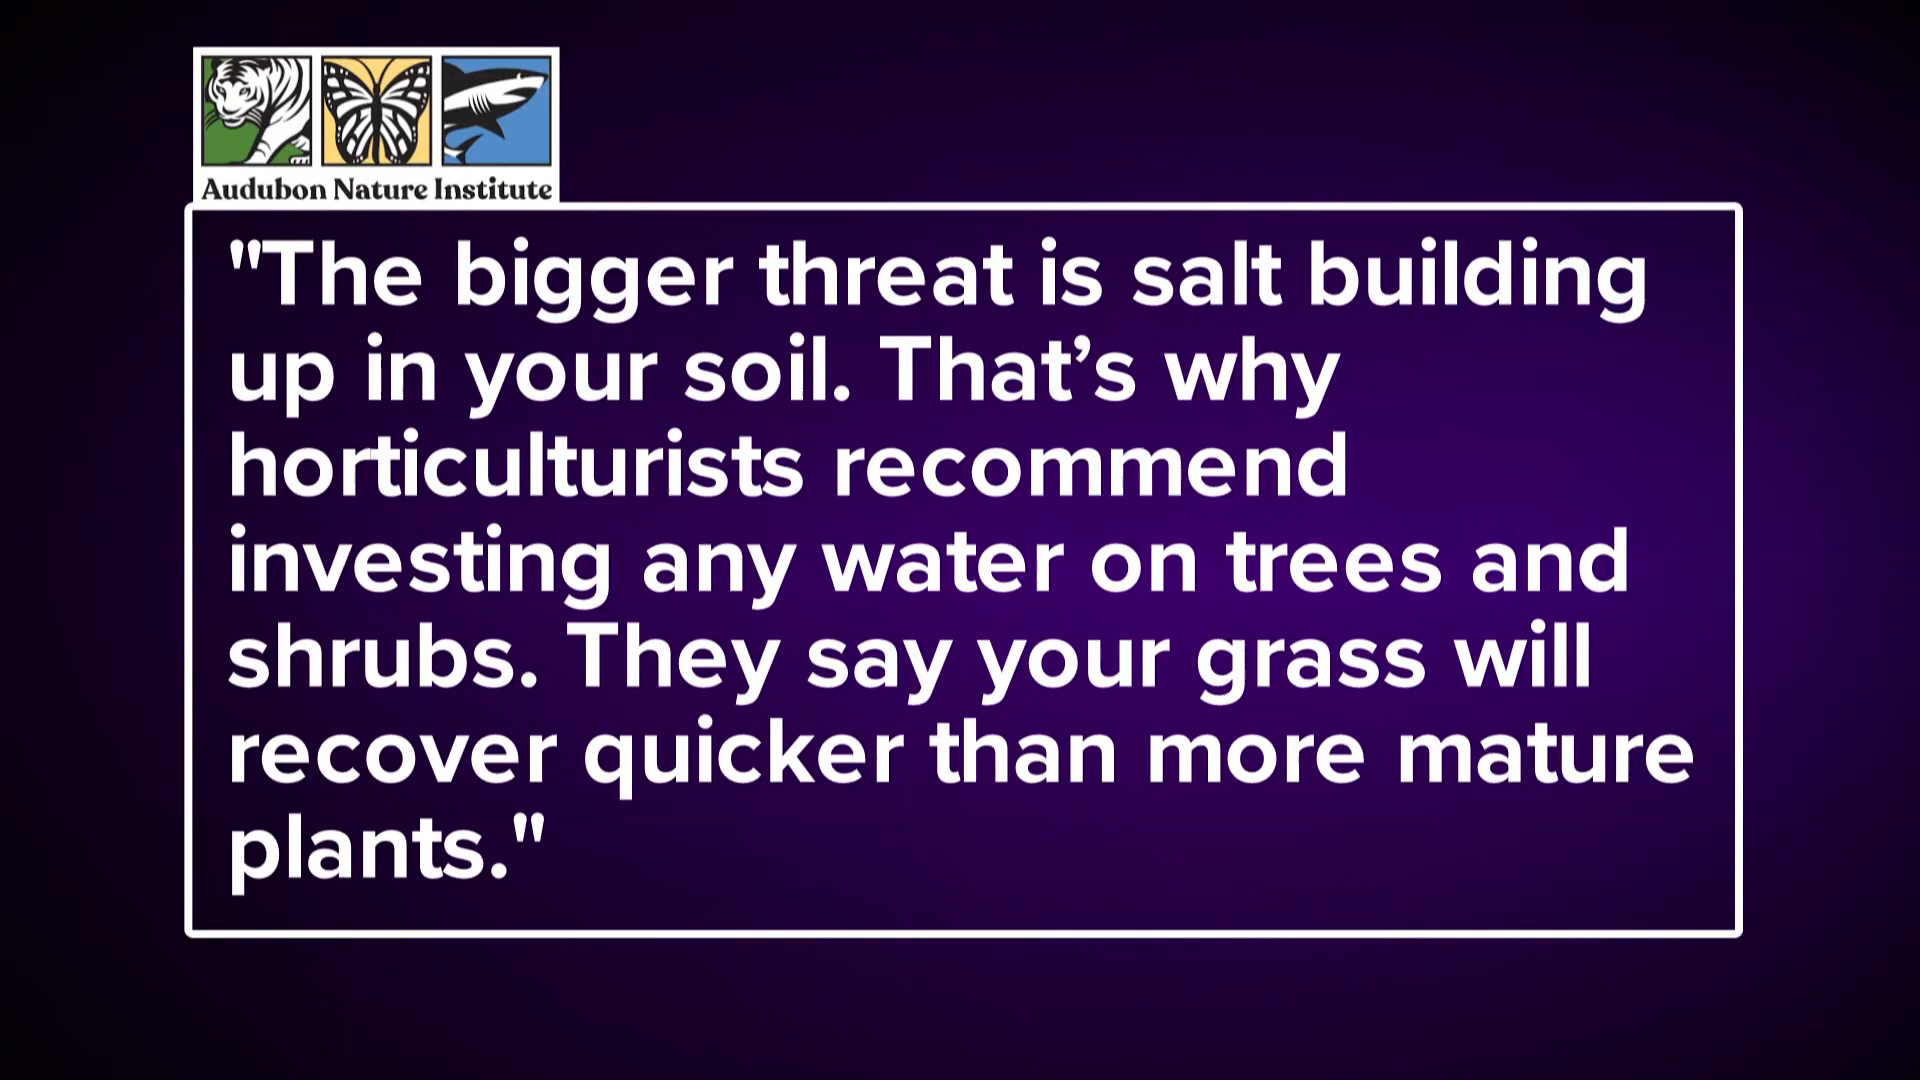 Audubon Nature Institute
"The bigger threat is salt building
up in your soil. That’s why
horticulturists recommend
investing any water on trees and
shrubs. They say your grass will
recover quicker than more mature
plants."